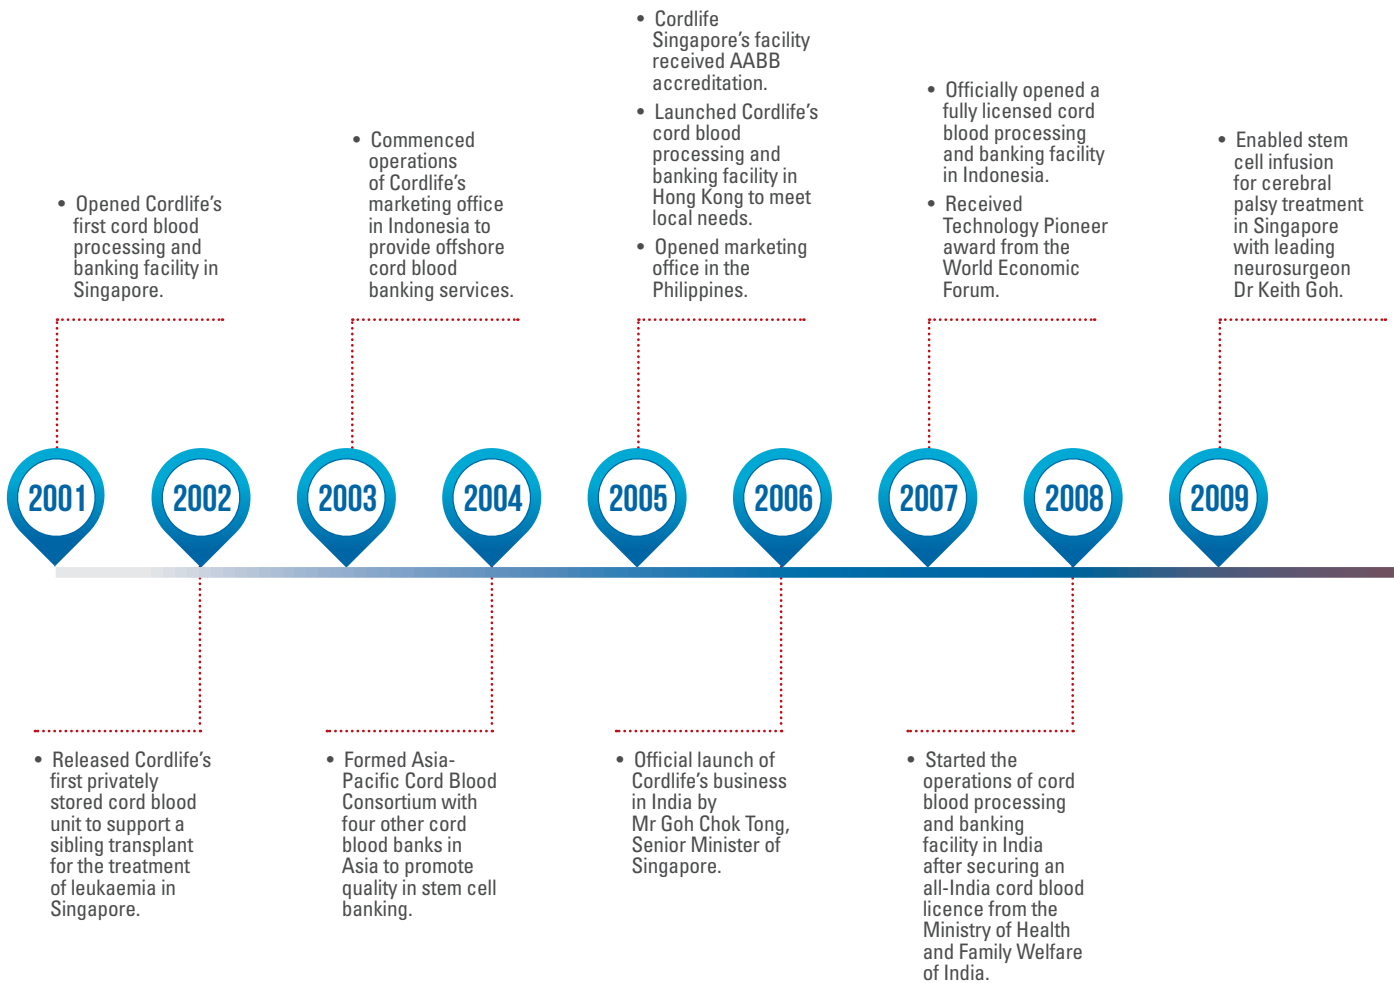 • Opened Cordlife's
first cord blood
processing and
banking facility in
Singapore.
• Commenced
operations
of Cordlife's
marketing office
in Indonesia to
provide offshore
cord blood
banking services.
• Cordlife
Singapore's facility
received AABB
accreditation.
• Launched Cordlife's
cord blood
processing and
banking facility in
Hong Kong to meet
local needs.
• Opened marketing
office in the
Philippines.
• Officially opened a
fully licensed cord
blood processing
and banking facility
in Indonesia.
• Received
Technology Pioneer
award from the
World Economic
Forum.
• Enabled stem
cell infusion
for cerebral
palsy treatment
in Singapore
with leading
neurosurgeon
Dr Keith Goh.
2001
2002
2003
2004
2005
2006
2007
2008
2009
• Released Cordlife's
first privately
stored cord blood
unit to support a
sibling transplant
for the treatment
of leukaemia in
Singapore.
• Formed Asia-
Pacific Cord Blood
Consortium with
four other cord
blood banks in
Asia to promote
quality in stem cell
banking.
• Official launch of
Cordlife's business
in India by
Mr Goh Chok Tong,
Senior Minister of
Singapore.
• Started the
operations of cord
blood processing
and banking
facility in India
after securing an
all-India cord blood
licence from the
Ministry of Health
and Family Welfare
of India.